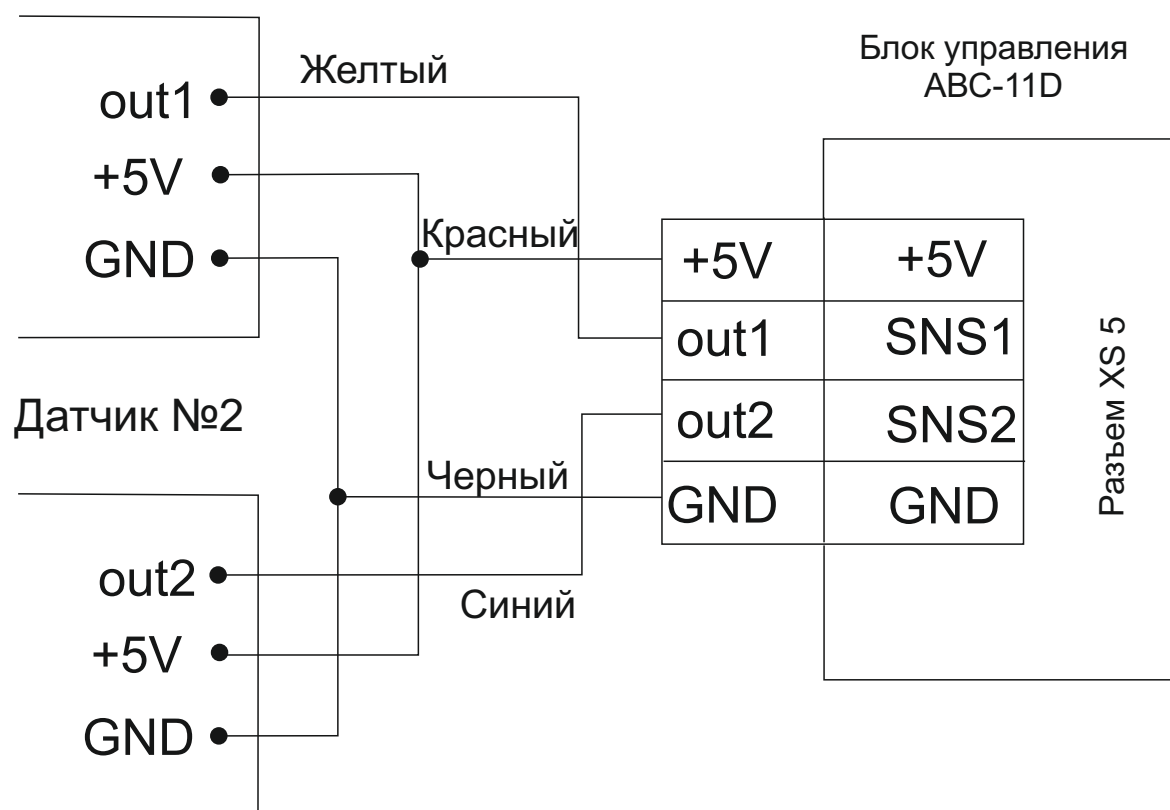 Желтый
Блок управления
АВС-11D
out1
+5V
GND
Красный
+5V
+5V
out1
SNS1
out2
SNS2
GND
GND
Разъем XS 5
Датчик №2
Черный
out2
Синий
+5V
GND